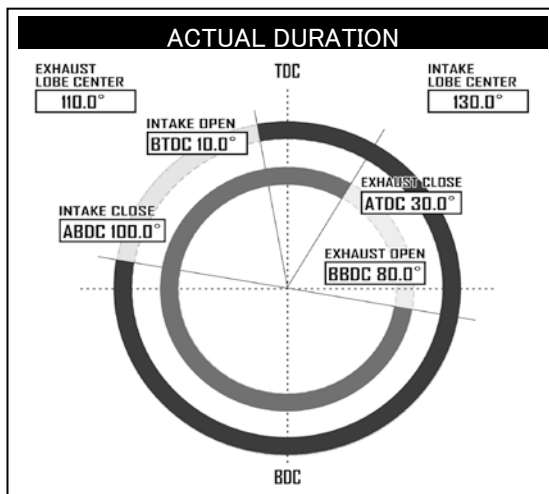 ACTUAL DURATION
EXHAUST
LOBE CENTER
110.0°
TDC
INTAKE
LOBE CENTER
130.0°
INTAKE OPEN
BTDC 10.0°
EXHAUST CLOSE
ATDC 30.0°
INTAKE CLOSE
ABDC 100.0°
EXHAUST OPEN
BBDC 80.0°
BDC